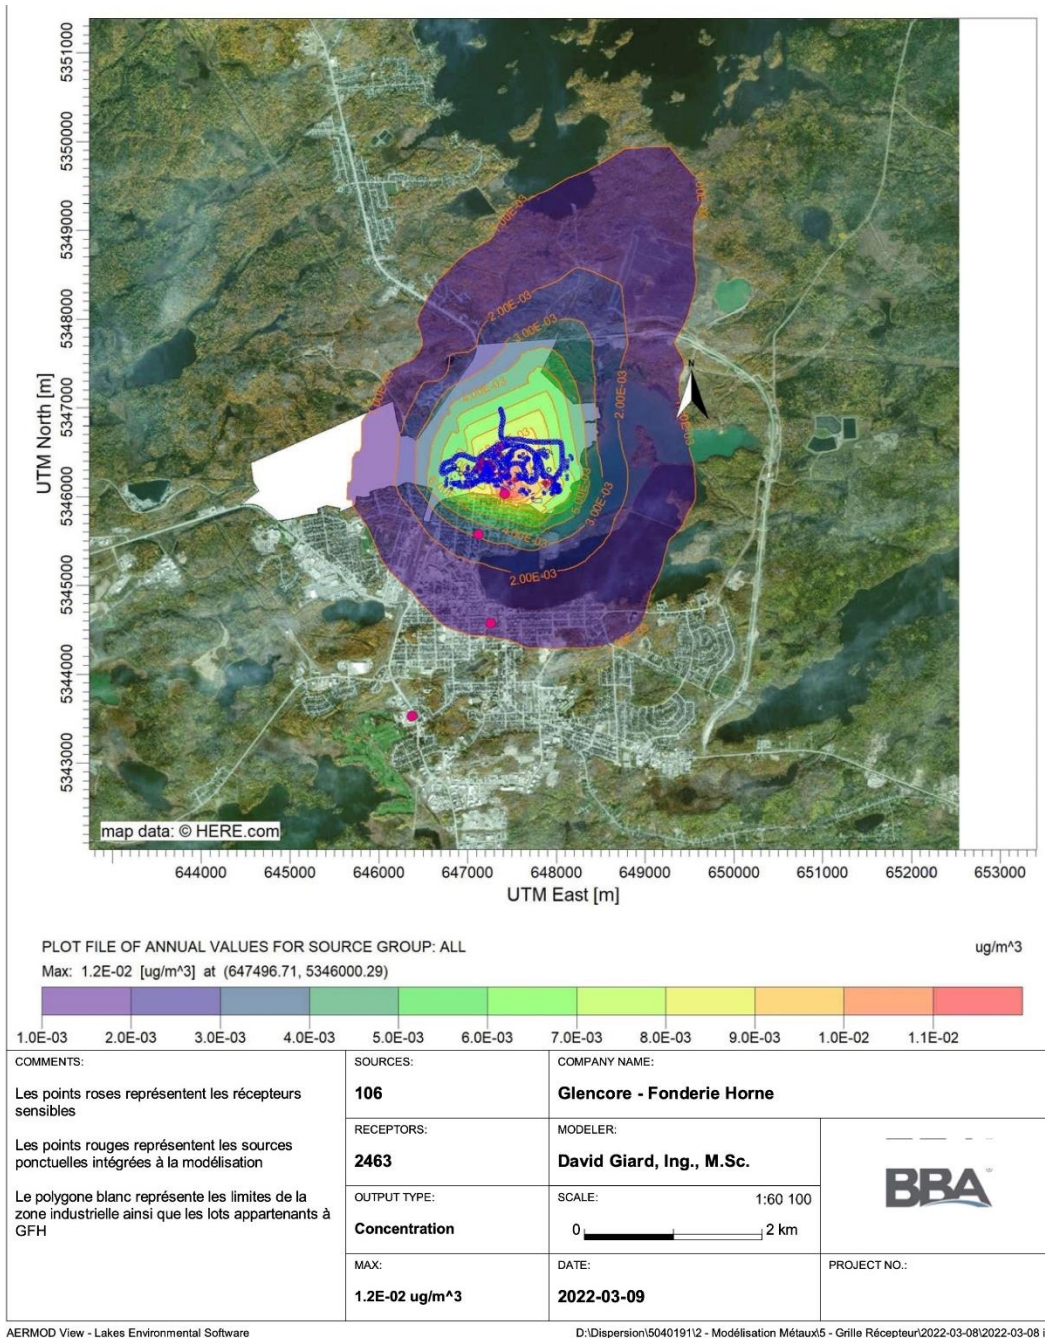 5351000
5350000
5349000
5348000
5347000
5346000
5345000
5344000
5343000
UTM North [m]
2.00E-03
2.00E-03
3.00E-03
2.00E-03
N
map data: © HERE.com
644000 645000 646000 647000 648000 649000 650000 651000 652000 653000
UTM East [m]
PLOT FILE OF ANNUAL VALUES FOR SOURCE GROUP: ALL
ug/m^3
Max: 1.2E-02 [ug/m^3] at (647496.71, 5346000.29)
1.0E-03 2.0E-03 3.0E-03 4.0E-03 5.0E-03 6.0E-03 7.0E-03 8.0E-03 9.0E-03 1.0E-02 1.1E-02
COMMENTS:
Les points roses représentent les récepteurs
sensibles
Les points rouges représentent les sources
ponctuelles intégrées à la modélisation
Le polygone blanc représente les limites de la
zone industrielle ainsi que les lots appartenants à
GFH
SOURCES:
106
COMPANY NAME:
Glencore - Fonderie Horne
RECEPTORS:
2463
MODELER:
David Giard, Ing., M.Sc.
OUTPUT TYPE:
Concentration
SCALE:
1:60 100
0
2 km
BBA
MAX:
1.2E-02 ug/m^3
DATE:
2022-03-09
PROJECT NO.:
AERMOD View - Lakes Environmental Software
D:\Dispersion\5040191\2 - Modélisation Métaux\5 - Grille Récepteur\2022-03-08\2022-03-08 i